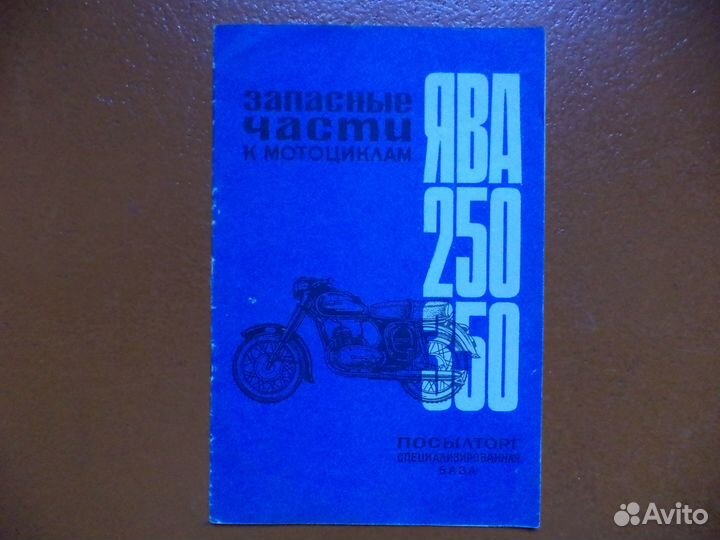 запасные
части
к мотоциклам
ЯВА
250
350
ПОСЫЛТОРГ
СПЕЦИАЛИЗИРОВАННАЯ
БАЗА
Avito